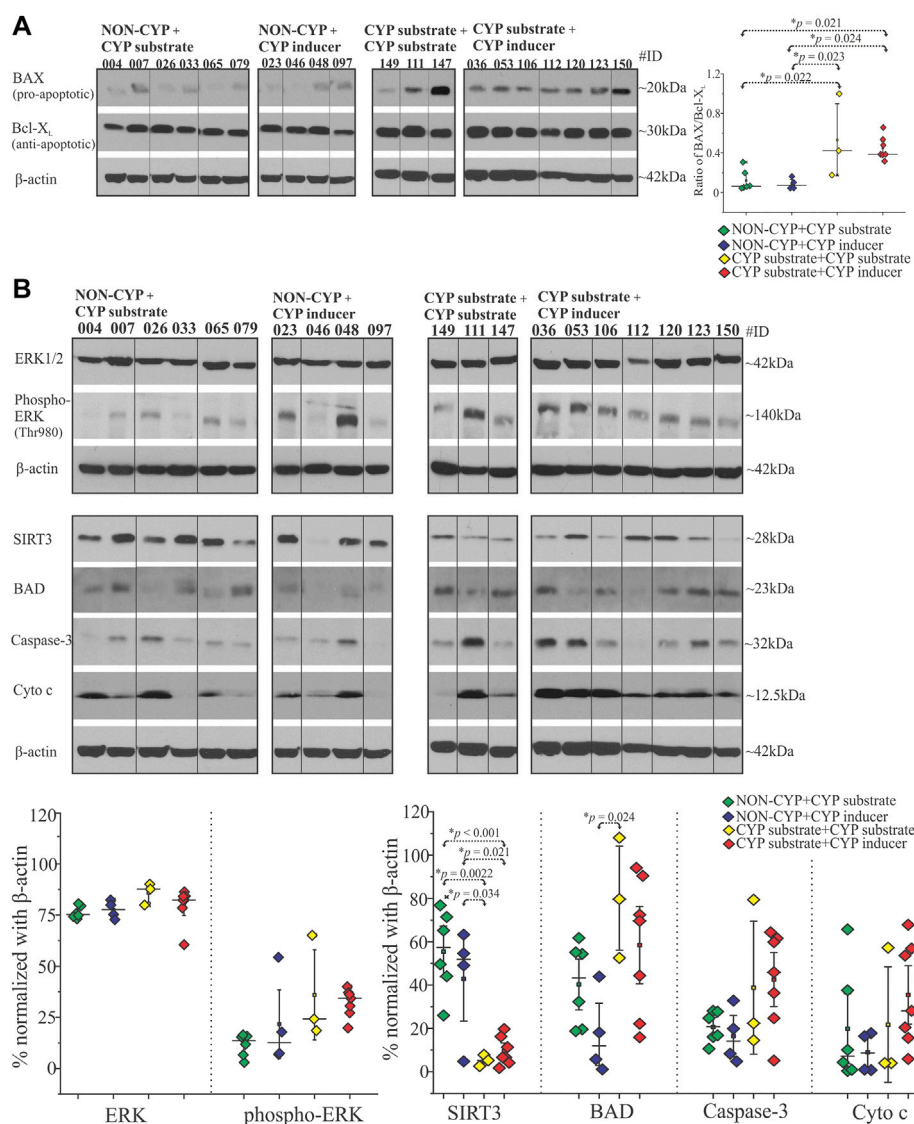 A
NON-CYP +
CYP substrate
004 007 026 033 065 079
NON-CYP +
CYP inducer
023 046 048 097
CYP substrate +
CYP substrate
149 111 147
CYP substrate +
CYP inducer
036 053 106 112 120 123 150
#ID
BAX
(pro-apoptotic)
~20kDa
Bcl-XL
(anti-apoptotic)
~30kDa
β-actin
~42kDa
*p = 0.021
*p = 0.024
*p = 0.023
*p = 0.022
Ratio of BAX/Bcl-XL
1.2
0.8
0.4
0
NON-CYP+CYP substrate
NON-CYP+CYP inducer
CYP substrate+CYP substrate
CYP substrate+CYP inducer
B
NON-CYP +
CYP substrate
004 007 026 033 065 079
NON-CYP +
CYP inducer
023 046 048 097
CYP substrate +
CYP substrate
149 111 147
CYP substrate +
CYP inducer
036 053 106 112 120 123 150
#ID
ERK1/2
~42kDa
Phospho-
ERK
(Thr980)
~140kDa
β-actin
~42kDa
SIRT3
~28kDa
BAD
~23kDa
Caspase-3
~32kDa
Cyto c
~12.5kDa
β-actin
~42kDa
% normalized with β-actin
120
100
75
50
25
0
ERK
phospho-ERK
% normalized with β-actin
120
100
80
60
40
20
0
*p < 0.001
*p = 0.021
*p = 0.0022
*p = 0.034
*p = 0.024
NON-CYP+CYP substrate
NON-CYP+CYP inducer
CYP substrate+CYP substrate
CYP substrate+CYP inducer
SIRT3
BAD
Caspase-3
Cyto c